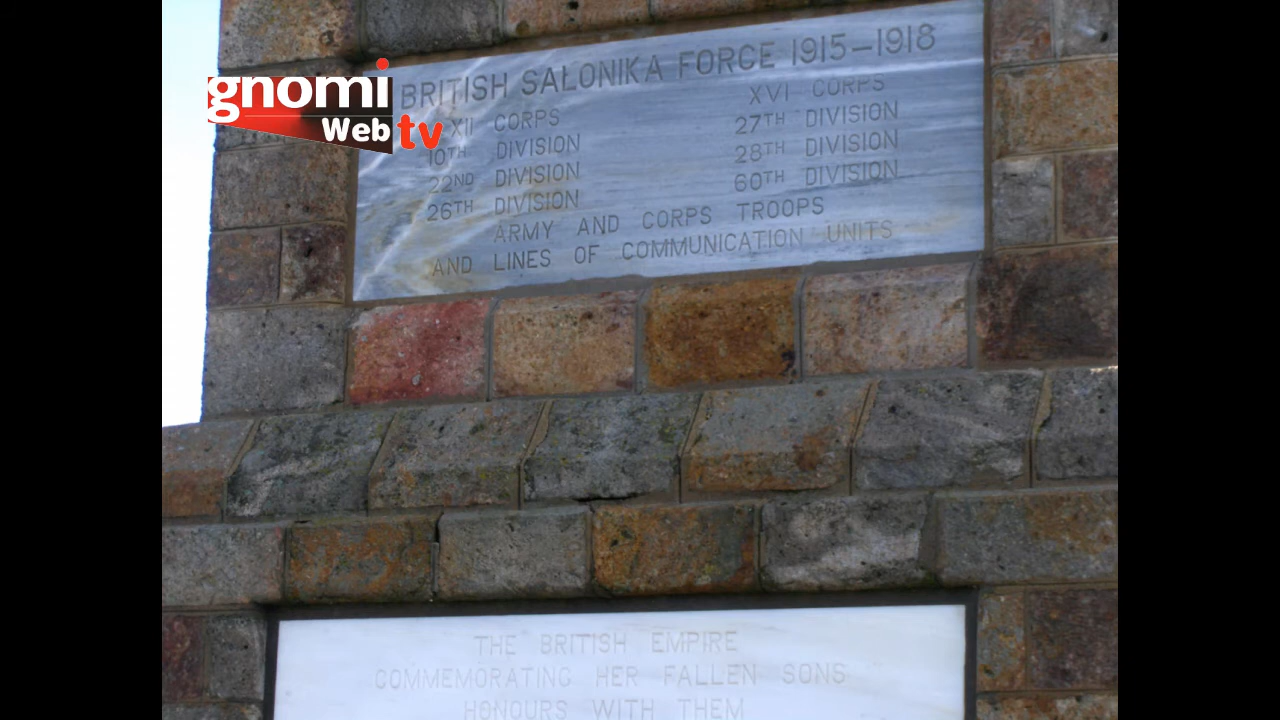 gnomi
Web tv
BRITISH SALONIKA FORCE 1915–1918
XII CORPS
10TH DIVISION
22ND DIVISION
26TH DIVISION
XVI CORPS
27TH DIVISION
28TH DIVISION
60TH DIVISION
ARMY AND CORPS TROOPS
AND LINES OF COMMUNICATION UNITS
THE BRITISH EMPIRE
COMMEMORATING HER FALLEN SONS
HONOURS WITH THEM